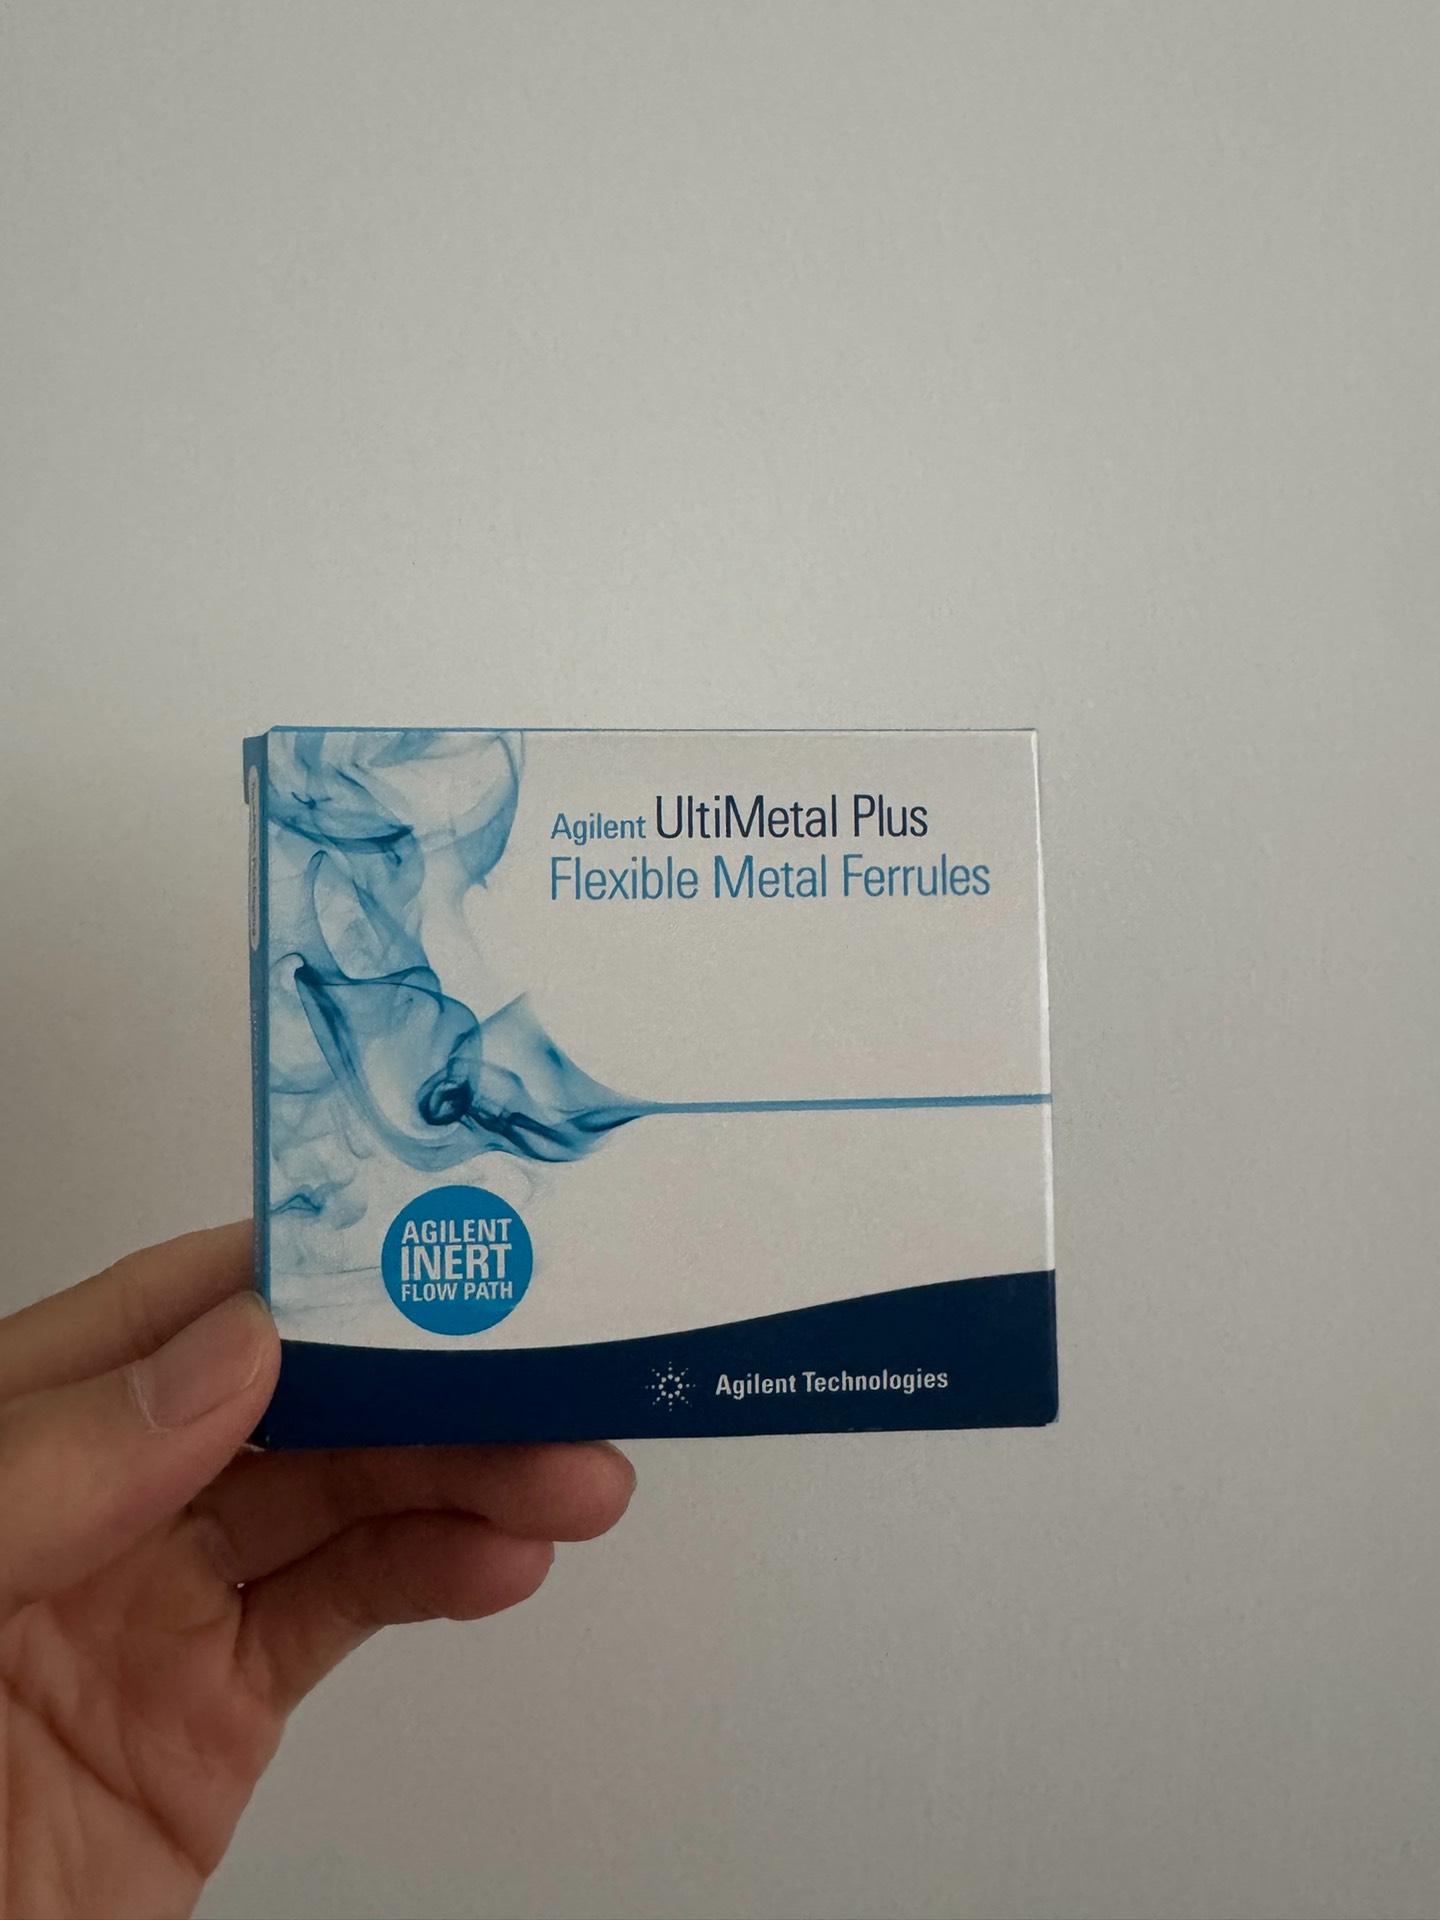 Agilent UltiMetal Plus
Flexible Metal Ferrules
AGILENT
INERT
FLOW PATH
Agilent Technologies